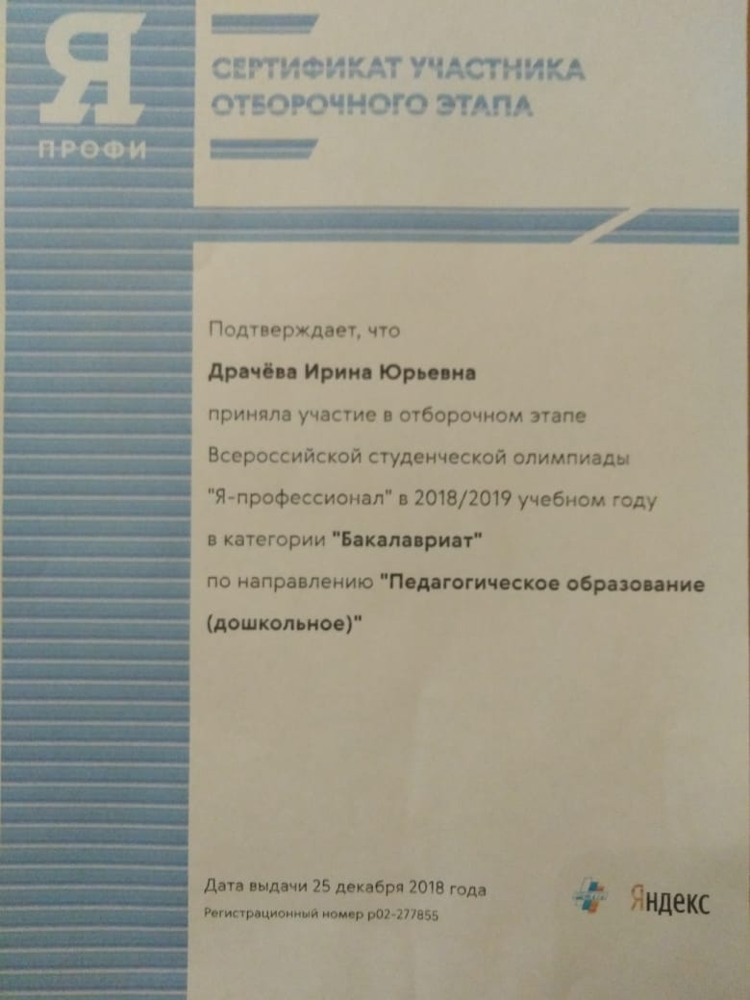 Я
ПРОФИ
СЕРТИФИКАТ УЧАСТНИКА
ОТБОРОЧНОГО ЭТАПА
Подтверждает, что
Драчёва Ирина Юрьевна
приняла участие в отборочном этапе
Всероссийской студенческой олимпиады
"Я-профессионал" в 2018/2019 учебном году
в категории "Бакалавриат"
по направлению "Педагогическое образование
(дошкольное)"
Дата выдачи 25 декабря 2018 года
Регистрационный номер р02-277855
Яндекс